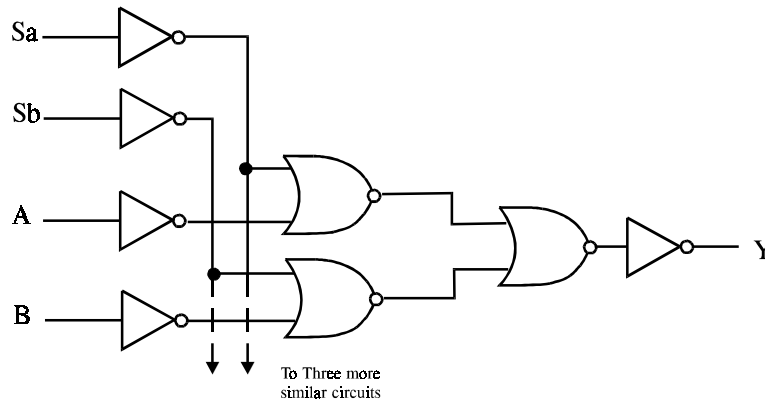 Sa
Sb
A
B
Y
To Three more
similar circuits